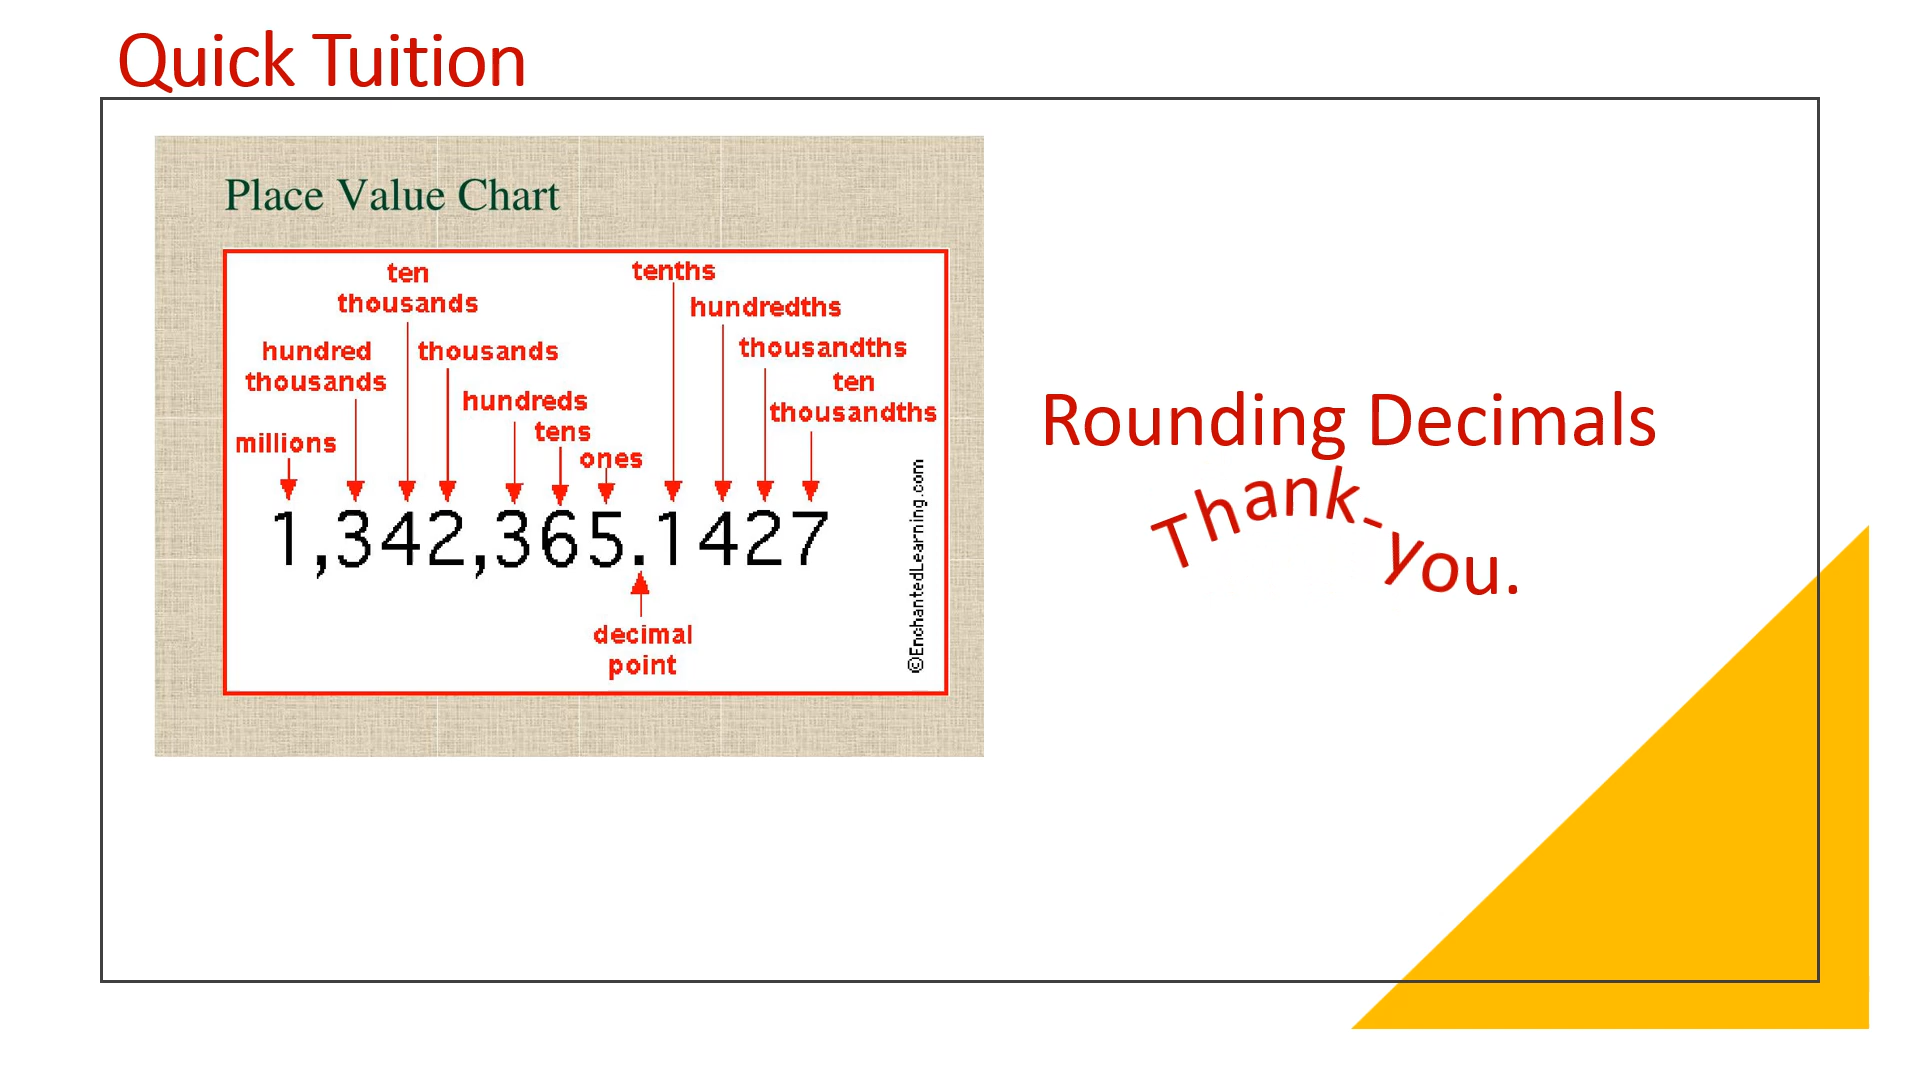 Quick Tuition
Place Value Chart
ten
thousands
tenths
hundredths
hundred
thousands
thousands
thousandths
ten
thousandths
hundreds
tens
ones
millions
1,342,365.1427
decimal
point
©EnchantedLearning.com
Rounding Decimals
Thank-you.